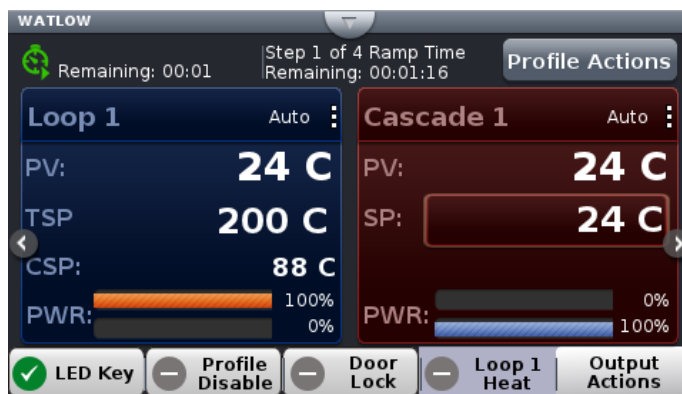 WATLOW
Remaining: 00:01
Step 1 of 4 Ramp Time
Remaining: 00:01:16
Profile Actions
Loop 1 Auto
PV: 24 C
TSP 200 C
CSP: 88 C
PWR: 100%
0%
Cascade 1 Auto
PV: 24 C
SP: 24 C
PWR: 0%
100%
LED Key
Profile
Disable
Door
Lock
Loop 1
Heat
Output
Actions